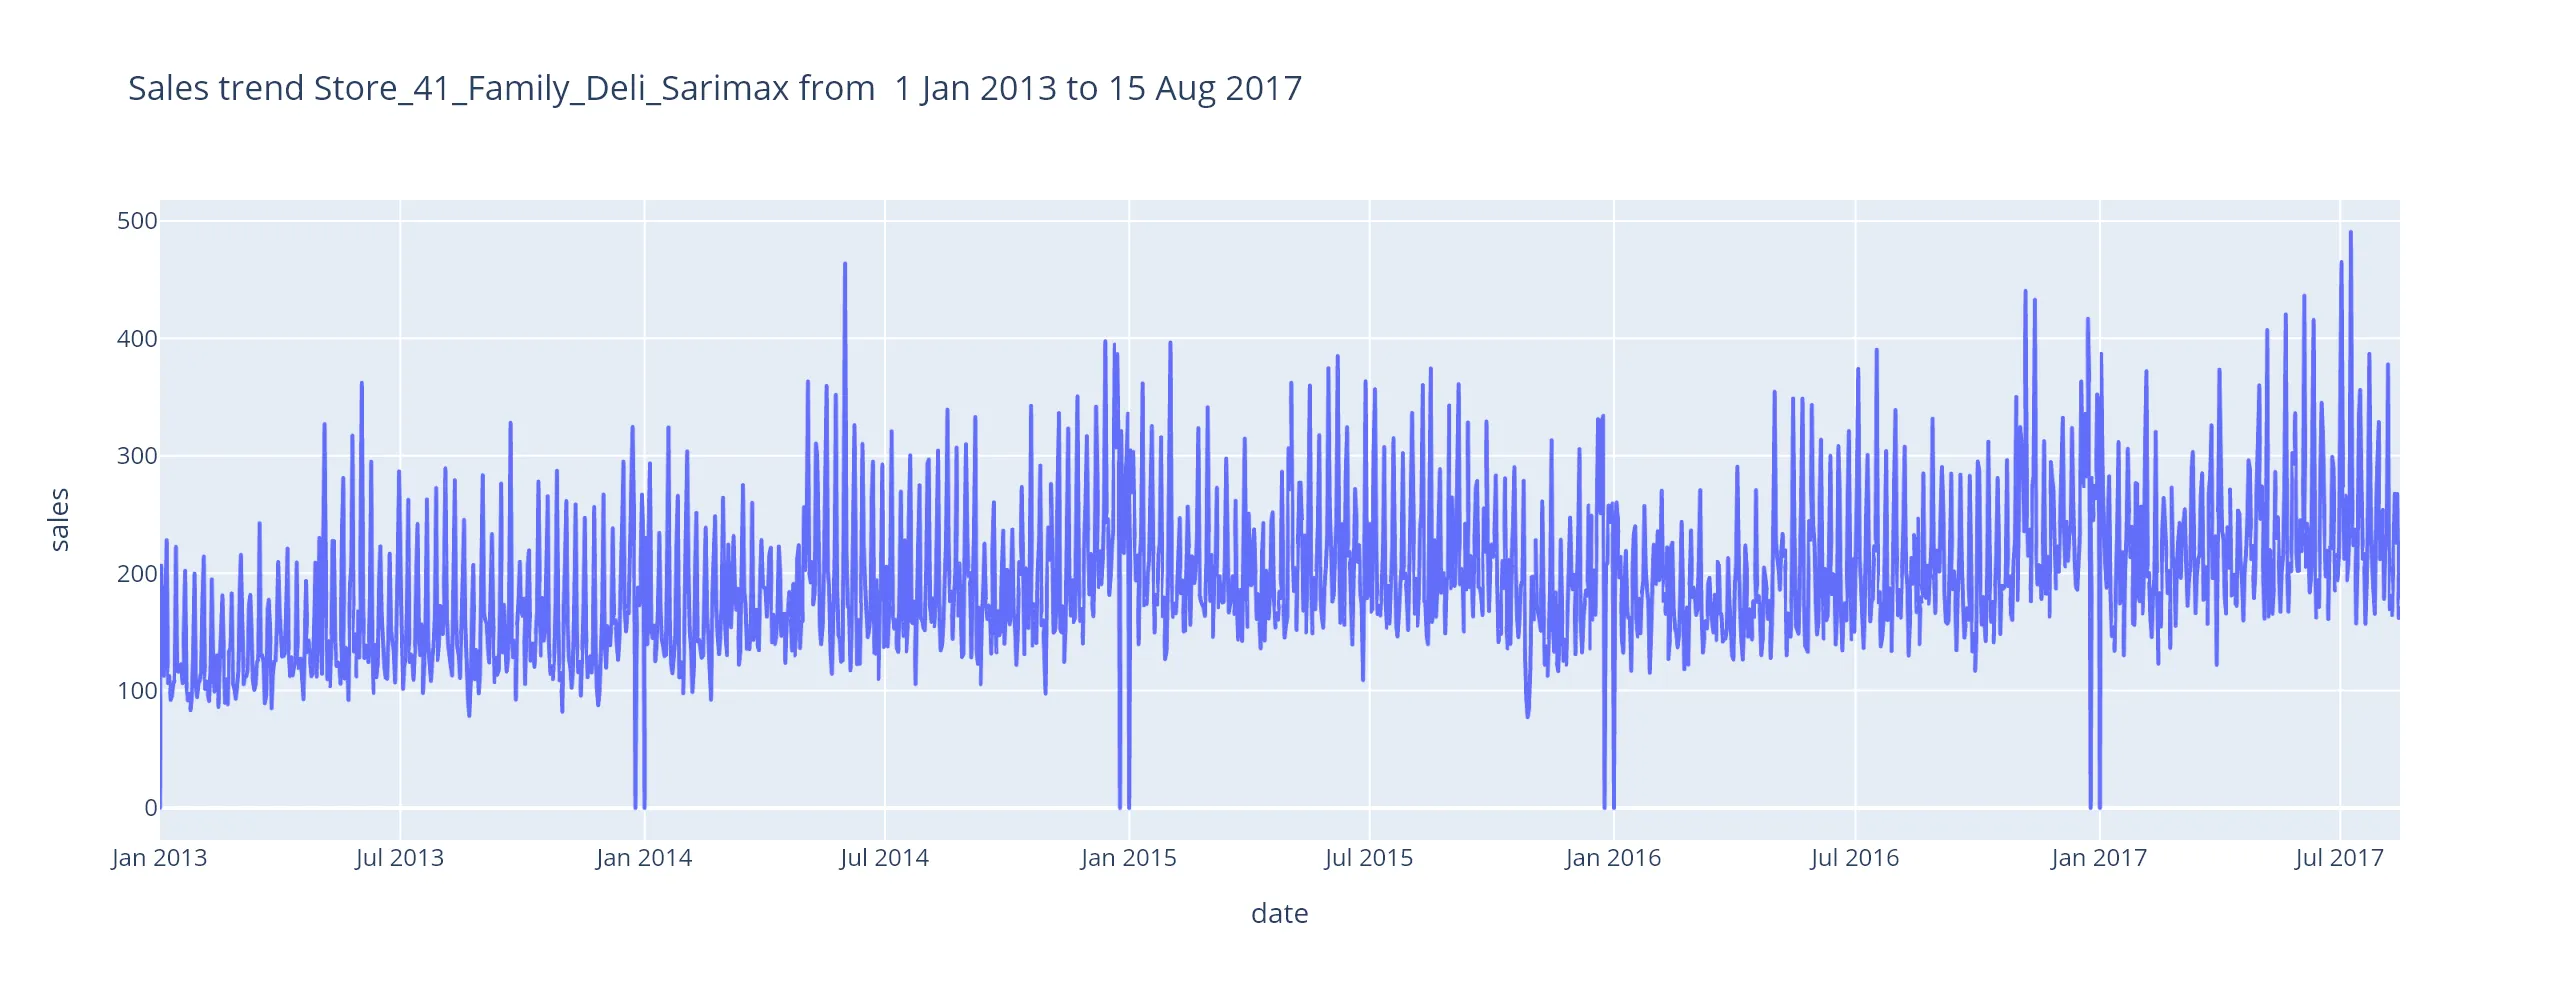 Sales trend Store_41_Family_Deli_Sarimax from  1 Jan 2013 to 15 Aug 2017
500
400
300
200
100
0
sales
Jan 2013 Jul 2013 Jan 2014 Jul 2014 Jan 2015 Jul 2015 Jan 2016 Jul 2016 Jan 2017 Jul 2017
date